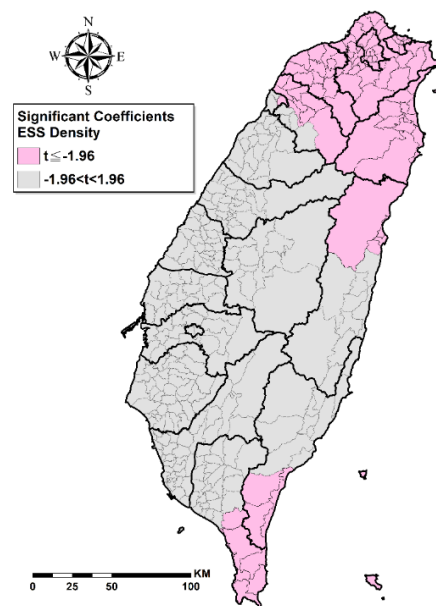 N
W E
S
Significant Coefficients
ESS Density
t≦-1.96
-1.96<t<1.96
KM
0 25 50 100